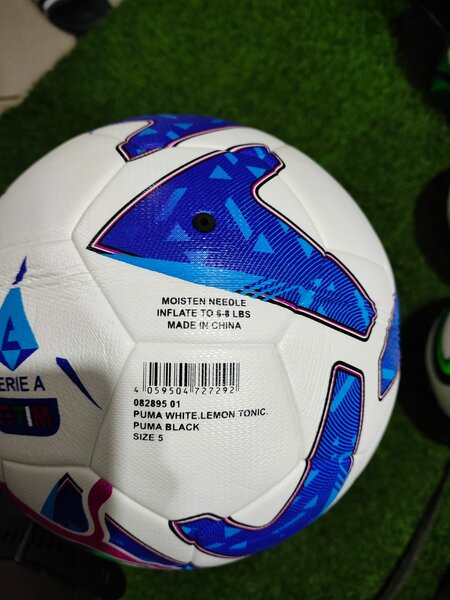 MOISTEN NEEDLE
INFLATE TO 6-8 LBS
MADE IN CHINA
4 059504 727292
082895 01
PUMA WHITE.LEMON TONIC.
PUMA BLACK
SIZE 5
ERIE A